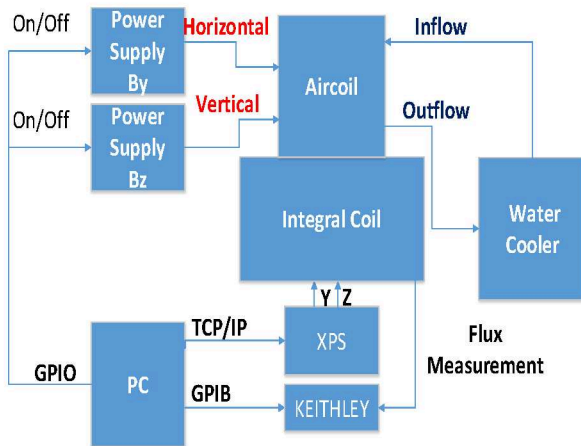 On/Off
Power
Supply
By
Horizontal
Aircoil
Inflow
On/Off
Power
Supply
Bz
Vertical
Outflow
Integral Coil
Water
Cooler
Y Z
TCP/IP
XPS
Flux
Measurement
GPIO
PC
GPIB
KEITHLEY